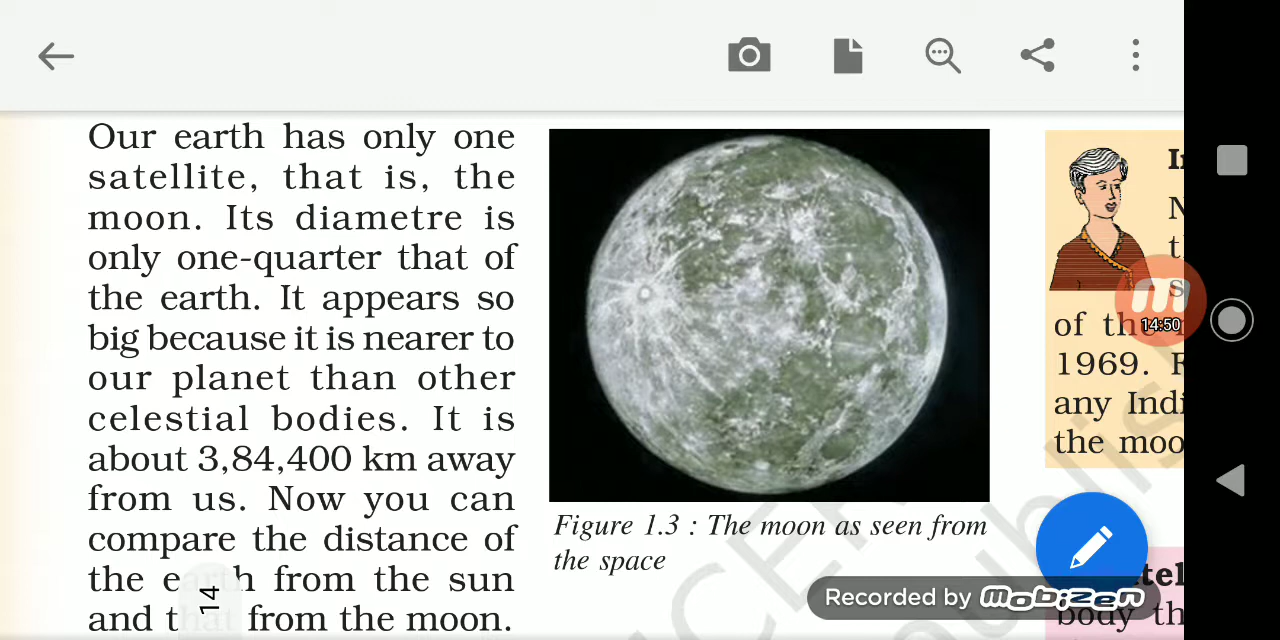 Our earth has only one
satellite, that is, the
moon. Its diametre is
only one-quarter that of
the earth. It appears so
big because it is nearer to
our planet than other
celestial bodies. It is
about 3,84,400 km away
from us. Now you can
compare the distance of
the earth from the sun
and that from the moon.
14
Figure 1.3 : The moon as seen from
the space
14:50
of the
1969.
any
the
body
Recorded by mobizen